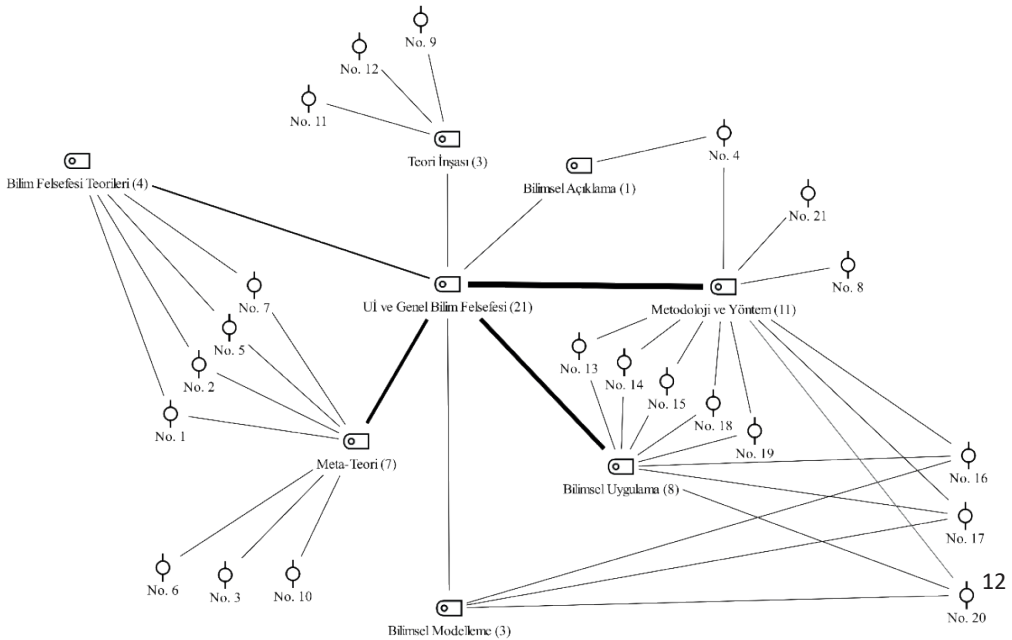 No. 9
No. 12
No. 11
Teori İnşası (3)
No. 4
Bilim Felsefesi Teorileri (4)
Bilimsel Açıklama (1)
No. 21
No. 8
No. 7
Uİ ve Genel Bilim Felsefesi (21)
Metodoloji ve Yöntem (11)
No. 5
No. 2
No. 1
No. 13
No. 14
No. 15
No. 18
No. 19
Meta-Teori (7)
Bilimsel Uygulama (8)
No. 16
No. 17
No. 6
No. 3
No. 10
12
No. 20
Bilimsel Modelleme (3)